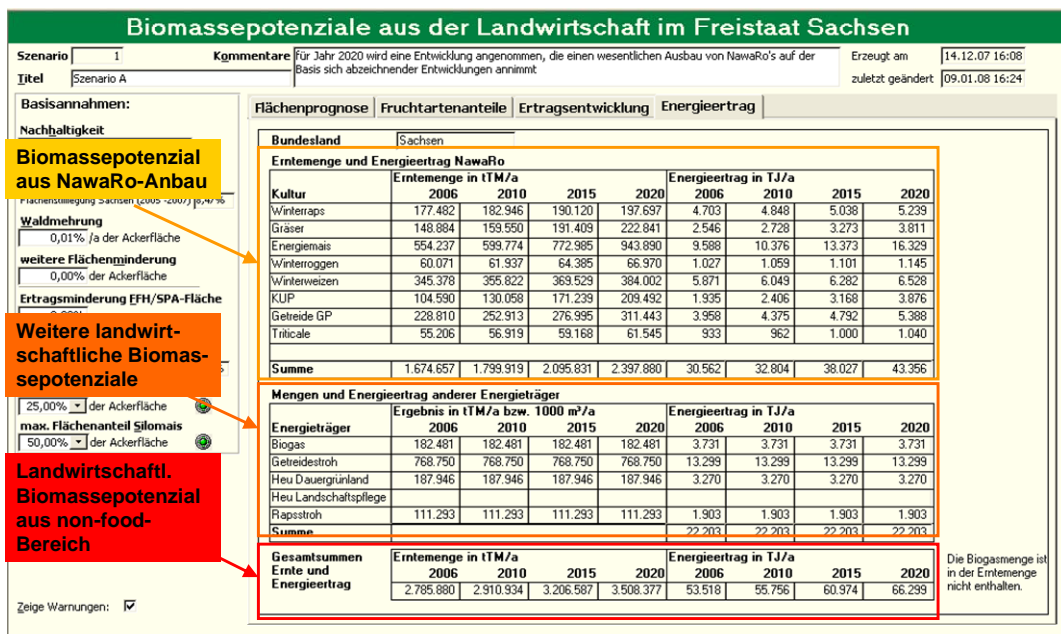 Biomassepotenziale aus der Landwirtschaft im Freistaat Sachsen
Szenario 1 Kommentare für Jahr 2020 wird eine Entwicklung angenommen, die einen wesentlichen Ausbau von NawaRo's auf der Erzeugt am 14.12.07 16:08
Basis sich abzeichnender Entwicklungen annimmt
Titel Szenario A zuletzt geändert 09.01.08 16:24
Basisannahmen:
Flächenprognose Fruchtartenanteile Ertragsentwicklung Energieertrag
Nachhaltigkeit
Biomassepotenzial
aus NawaRo-Anbau
Flächenstilllegung Sachsen (2005 -2007) 8,47%
Waldmehrung
0,01% /a der Ackerfläche
weitere Flächenminderung
0,00% der Ackerfläche
Ertragsminderung FFH/SPA-Fläche
Weitere landwirt-
schaftliche Biomas-
sepotenziale
25,00% der Ackerfläche
max. Flächenanteil Silomais
50,00% der Ackerfläche
Landwirtschaftl.
Biomassepotenzial
aus non-food-
Bereich
Zeige Warnungen:
Bundesland Sachsen
Erntemenge und Energieertrag NawaRo
Erntemenge in tTM/a Energieertrag in TJ/a
Kultur 2006 2010 2015 2020 2006 2010 2015 2020
Winterraps 177.482 182.946 190.120 197.697 4.703 4.848 5.038 5.239
Gräser 148.884 159.550 191.409 222.841 2.546 2.728 3.273 3.811
Energiemais 554.237 599.774 772.985 943.890 9.588 10.376 13.373 16.329
Winterroggen 60.071 61.937 64.385 66.970 1.027 1.059 1.101 1.145
Winterweizen 345.378 355.822 369.529 384.002 5.871 6.049 6.282 6.528
KUP 104.590 130.058 171.239 209.492 1.935 2.406 3.168 3.876
Getreide GP 228.810 252.913 276.995 311.443 3.958 4.375 4.792 5.388
Triticale 55.206 56.919 59.168 61.545 933 962 1.000 1.040
Summe 1.674.657 1.799.919 2.095.831 2.397.880 30.562 32.804 38.027 43.356
Mengen und Energieertrag anderer Energieträger
Ergebnis in tTM/a bzw. 1000 m³/a Energieertrag in TJ/a
Energieträger 2006 2010 2015 2020 2006 2010 2015 2020
Biogas 182.481 182.481 182.481 182.481 3.731 3.731 3.731 3.731
Getreidestroh 768.750 768.750 768.750 768.750 13.299 13.299 13.299 13.299
Heu Dauergrünland 187.946 187.946 187.946 187.946 3.270 3.270 3.270 3.270
Heu Landschaftspflege
Rapsstroh 111.293 111.293 111.293 111.293 1.903 1.903 1.903 1.903
Summe 22.203 22.203 22.203 22.203
Gesamtsummen Erntemenge in tTM/a Energieertrag in TJ/a
Ernte und 2006 2010 2015 2020 2006 2010 2015 2020
Energieertrag 2.785.880 2.910.934 3.206.587 3.508.377 53.518 55.756 60.974 66.299
Die Biogasmenge ist
in der Erntemenge
nicht enthalten.